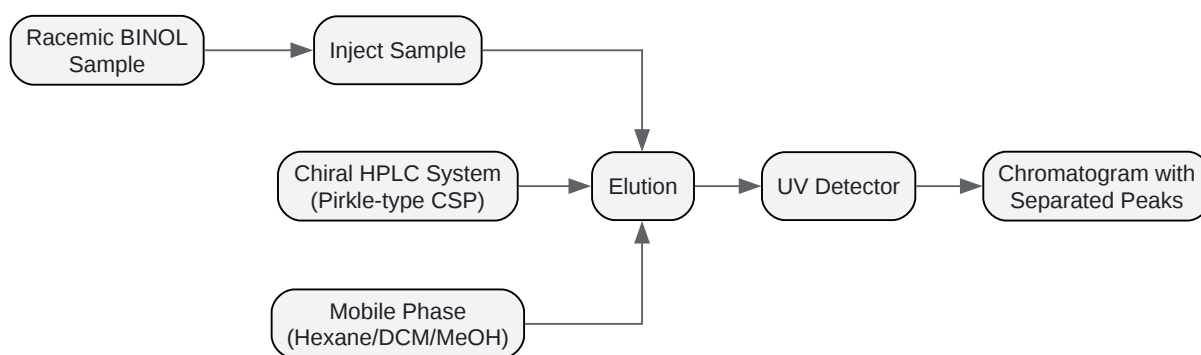 Racemic BINOL
Sample
Inject Sample
Chiral HPLC System
(Pirkle-type CSP)
Elution
UV Detector
Chromatogram with
Separated Peaks
Mobile Phase
(Hexane/DCM/MeOH)